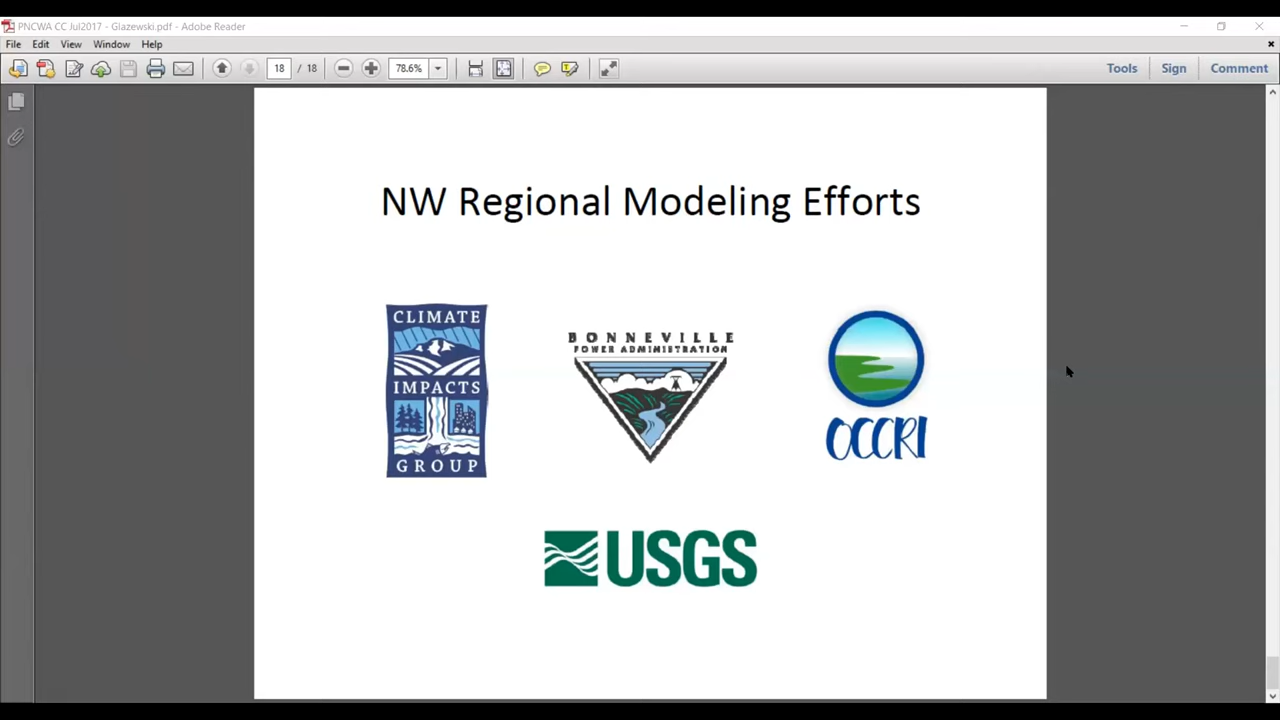 PNCWA CC Jul2017 - Glazewski.pdf - Adobe Reader
File Edit View Window Help
18 / 18 78.6% Tools Sign Comment
NW Regional Modeling Efforts
CLIMATE
IMPACTS
GROUP
BONNEVILLE
POWER ADMINISTRATION
OCCRI
USGS